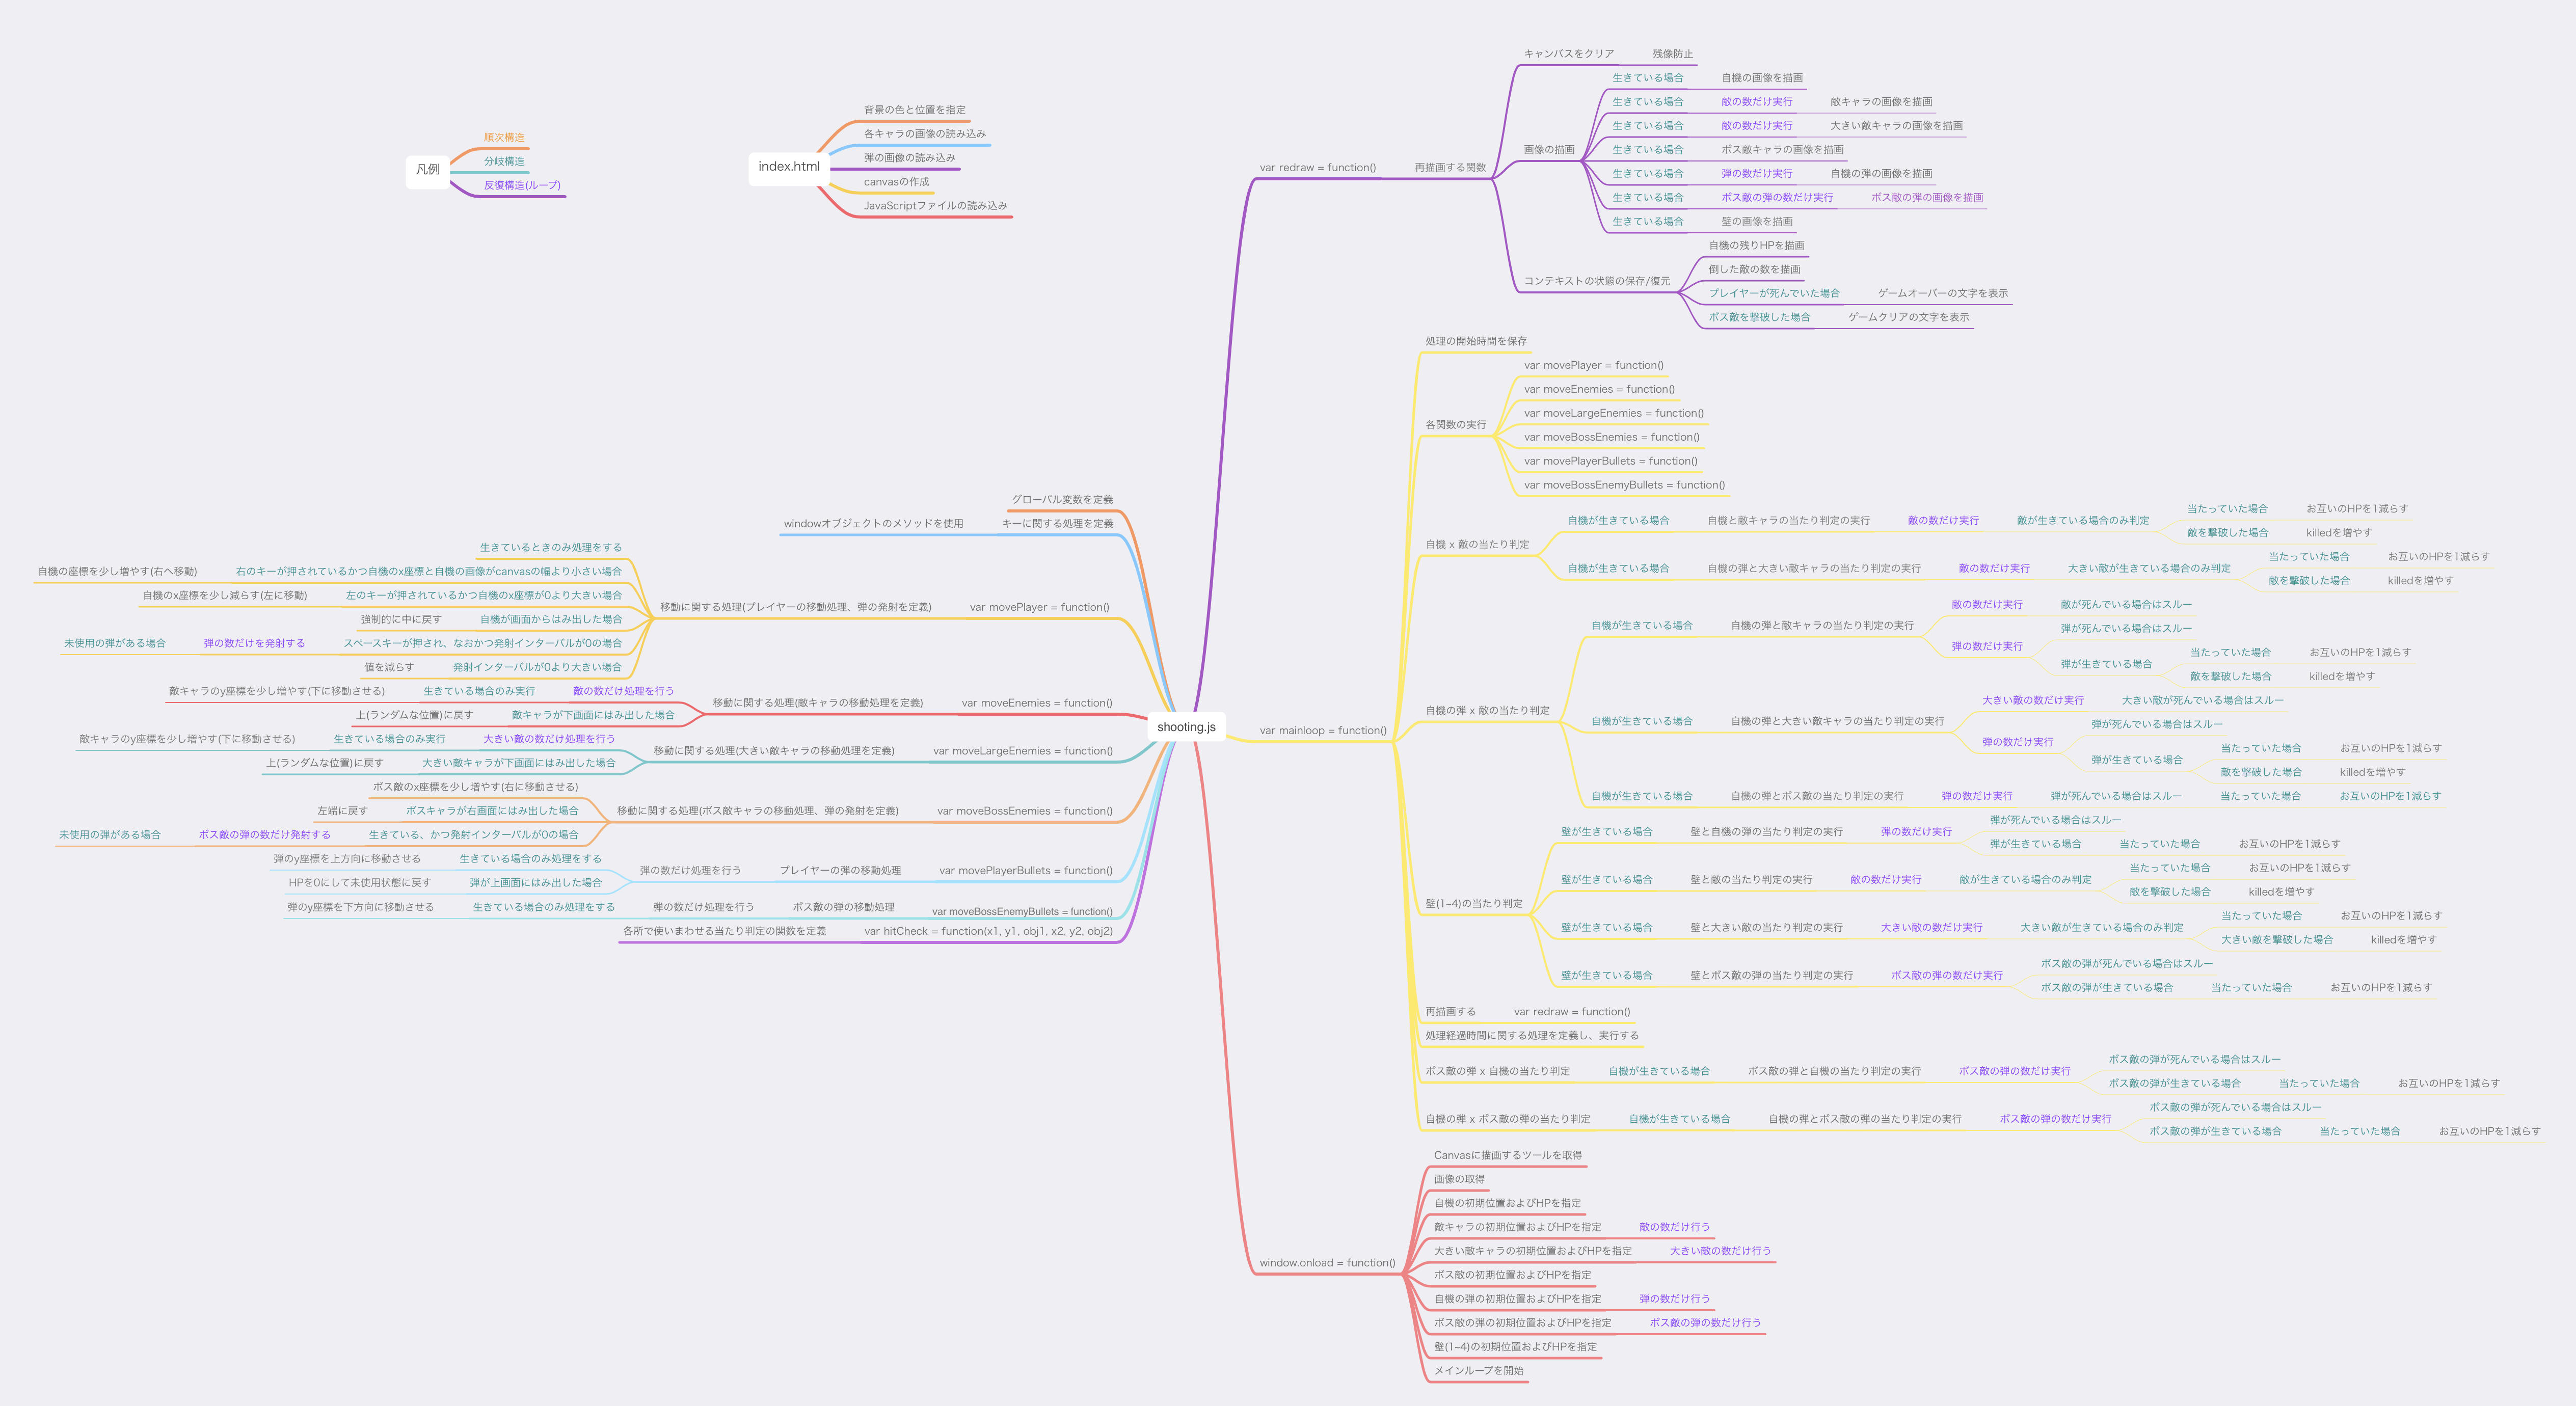 凡例
順次構造
分岐構造
反復構造(ループ)
index.html
背景の色と位置を指定
各キャラの画像の読み込み
弾の画像の読み込み
canvasの作成
JavaScriptファイルの読み込み
shooting.js
グローバル変数を定義
キーに関する処理を定義
windowオブジェクトのメソッドを使用
var movePlayer = function()
移動に関する処理(プレイヤーの移動処理、弾の発射を定義)
生きているときのみ処理をする
右のキーが押されているかつ自機のx座標と自機の画像がcanvasの幅より小さい場合
自機の座標を少し増やす(右へ移動)
左のキーが押されているかつ自機のx座標が0より大きい場合
自機のx座標を少し減らす(左に移動)
自機が画面からはみ出した場合
強制的に中に戻す
スペースキーが押され、なおかつ発射インターバルが0の場合
弾の数だけを発射する
未使用の弾がある場合
発射インターバルが0より大きい場合
値を減らす
var moveEnemies = function()
移動に関する処理(敵キャラの移動処理を定義)
敵の数だけ処理を行う
生きている場合のみ実行
敵キャラのy座標を少し増やす(下に移動させる)
敵キャラが下画面にはみ出した場合
上(ランダムな位置)に戻す
var moveLargeEnemies = function()
移動に関する処理(大きい敵キャラの移動処理を定義)
大きい敵の数だけ処理を行う
生きている場合のみ実行
敵キャラのy座標を少し増やす(下に移動させる)
大きい敵キャラが下画面にはみ出した場合
上(ランダムな位置)に戻す
var moveBossEnemies = function()
移動に関する処理(ボス敵キャラの移動処理、弾の発射を定義)
ボス敵のx座標を少し増やす(右に移動させる)
ボスキャラが右画面にはみ出した場合
左端に戻す
生きている、かつ発射インターバルが0の場合
ボス敵の弾の数だけ発射する
未使用の弾がある場合
var movePlayerBullets = function()
プレイヤーの弾の移動処理
弾の数だけ処理を行う
生きている場合のみ処理をする
弾のy座標を上方向に移動させる
弾が上画面にはみ出した場合
HPを0にして未使用状態に戻す
var moveBossEnemyBullets = function()
ボス敵の弾の移動処理
弾の数だけ処理を行う
生きている場合のみ処理をする
弾のy座標を下方向に移動させる
var hitCheck = function(x1, y1, obj1, x2, y2, obj2)
各所で使いまわせる当たり判定の関数を定義
var redraw = function()
再描画する関数
キャンバスをクリア
残像防止
画像の描画
生きている場合
自機の画像を描画
生きている場合
敵の数だけ実行
敵キャラの画像を描画
生きている場合
敵の数だけ実行
大きい敵キャラの画像を描画
生きている場合
ボス敵キャラの画像を描画
生きている場合
弾の数だけ実行
自機の弾の画像を描画
生きている場合
ボス敵の弾の数だけ実行
ボス敵の弾の画像を描画
生きている場合
壁の画像を描画
コンテキストの状態の保存/復元
自機の残りHPを描画
倒した敵の数を描画
プレイヤーが死んでいた場合
ゲームオーバーの文字を表示
ボス敵を撃破した場合
ゲームクリアの文字を表示
var mainloop = function()
処理の開始時間を保存
各関数の実行
var movePlayer = function()
var moveEnemies = function()
var moveLargeEnemies = function()
var moveBossEnemies = function()
var movePlayerBullets = function()
var moveBossEnemyBullets = function()
自機 x 敵の当たり判定
自機が生きている場合
自機と敵キャラの当たり判定の実行
敵の数だけ実行
敵が生きている場合のみ判定
当たっていた場合
お互いのHPを1減らす
敵を撃破した場合
killedを増やす
自機が生きている場合
自機の弾と大きい敵キャラの当たり判定の実行
敵の数だけ実行
大きい敵が生きている場合のみ判定
当たっていた場合
お互いのHPを1減らす
敵を撃破した場合
killedを増やす
自機の弾 x 敵の当たり判定
自機が生きている場合
自機の弾と敵キャラの当たり判定の実行
敵の数だけ実行
敵が死んでいる場合はスルー
弾の数だけ実行
弾が死んでいる場合はスルー
弾が生きている場合
当たっていた場合
お互いのHPを1減らす
敵を撃破した場合
killedを増やす
自機が生きている場合
自機の弾と大きい敵キャラの当たり判定の実行
大きい敵の数だけ実行
大きい敵が死んでいる場合はスルー
弾の数だけ実行
弾が死んでいる場合はスルー
弾が生きている場合
当たっていた場合
お互いのHPを1減らす
敵を撃破した場合
killedを増やす
自機が生きている場合
自機の弾とボス敵の当たり判定の実行
弾の数だけ実行
弾が死んでいる場合はスルー
当たっていた場合
お互いのHPを1減らす
壁(1~4)の当たり判定
壁が生きている場合
壁と自機の弾の当たり判定の実行
弾の数だけ実行
弾が死んでいる場合はスルー
弾が生きている場合
当たっていた場合
お互いのHPを1減らす
壁が生きている場合
壁と敵の当たり判定の実行
敵の数だけ実行
敵が生きている場合のみ判定
当たっていた場合
お互いのHPを1減らす
敵を撃破した場合
killedを増やす
壁が生きている場合
壁と大きい敵の当たり判定の実行
大きい敵の数だけ実行
大きい敵が生きている場合のみ判定
当たっていた場合
お互いのHPを1減らす
大きい敵を撃破した場合
killedを増やす
壁が生きている場合
壁とボス敵の弾の当たり判定の実行
ボス敵の弾の数だけ実行
ボス敵の弾が死んでいる場合はスルー
ボス敵の弾が生きている場合
当たっていた場合
お互いのHPを1減らす
再描画する
var redraw = function()
処理経過時間に関する処理を定義し、実行する
ボス敵の弾 x 自機の当たり判定
自機が生きている場合
ボス敵の弾と自機の当たり判定の実行
ボス敵の弾の数だけ実行
ボス敵の弾が死んでいる場合はスルー
ボス敵の弾が生きている場合
当たっていた場合
お互いのHPを1減らす
自機の弾 x ボス敵の弾の当たり判定
自機が生きている場合
自機の弾とボス敵の弾の当たり判定の実行
ボス敵の弾の数だけ実行
ボス敵の弾が死んでいる場合はスルー
ボス敵の弾が生きている場合
当たっていた場合
お互いのHPを1減らす
window.onload = function()
Canvasに描画するツールを取得
画像の取得
自機の初期位置およびHPを指定
敵キャラの初期位置およびHPを指定
敵の数だけ行う
大きい敵キャラの初期位置およびHPを指定
大きい敵の数だけ行う
ボス敵の初期位置およびHPを指定
自機の弾の初期位置およびHPを指定
弾の数だけ行う
ボス敵の弾の初期位置およびHPを指定
ボス敵の弾の数だけ行う
壁(1~4)の初期位置およびHPを指定
メインループを開始